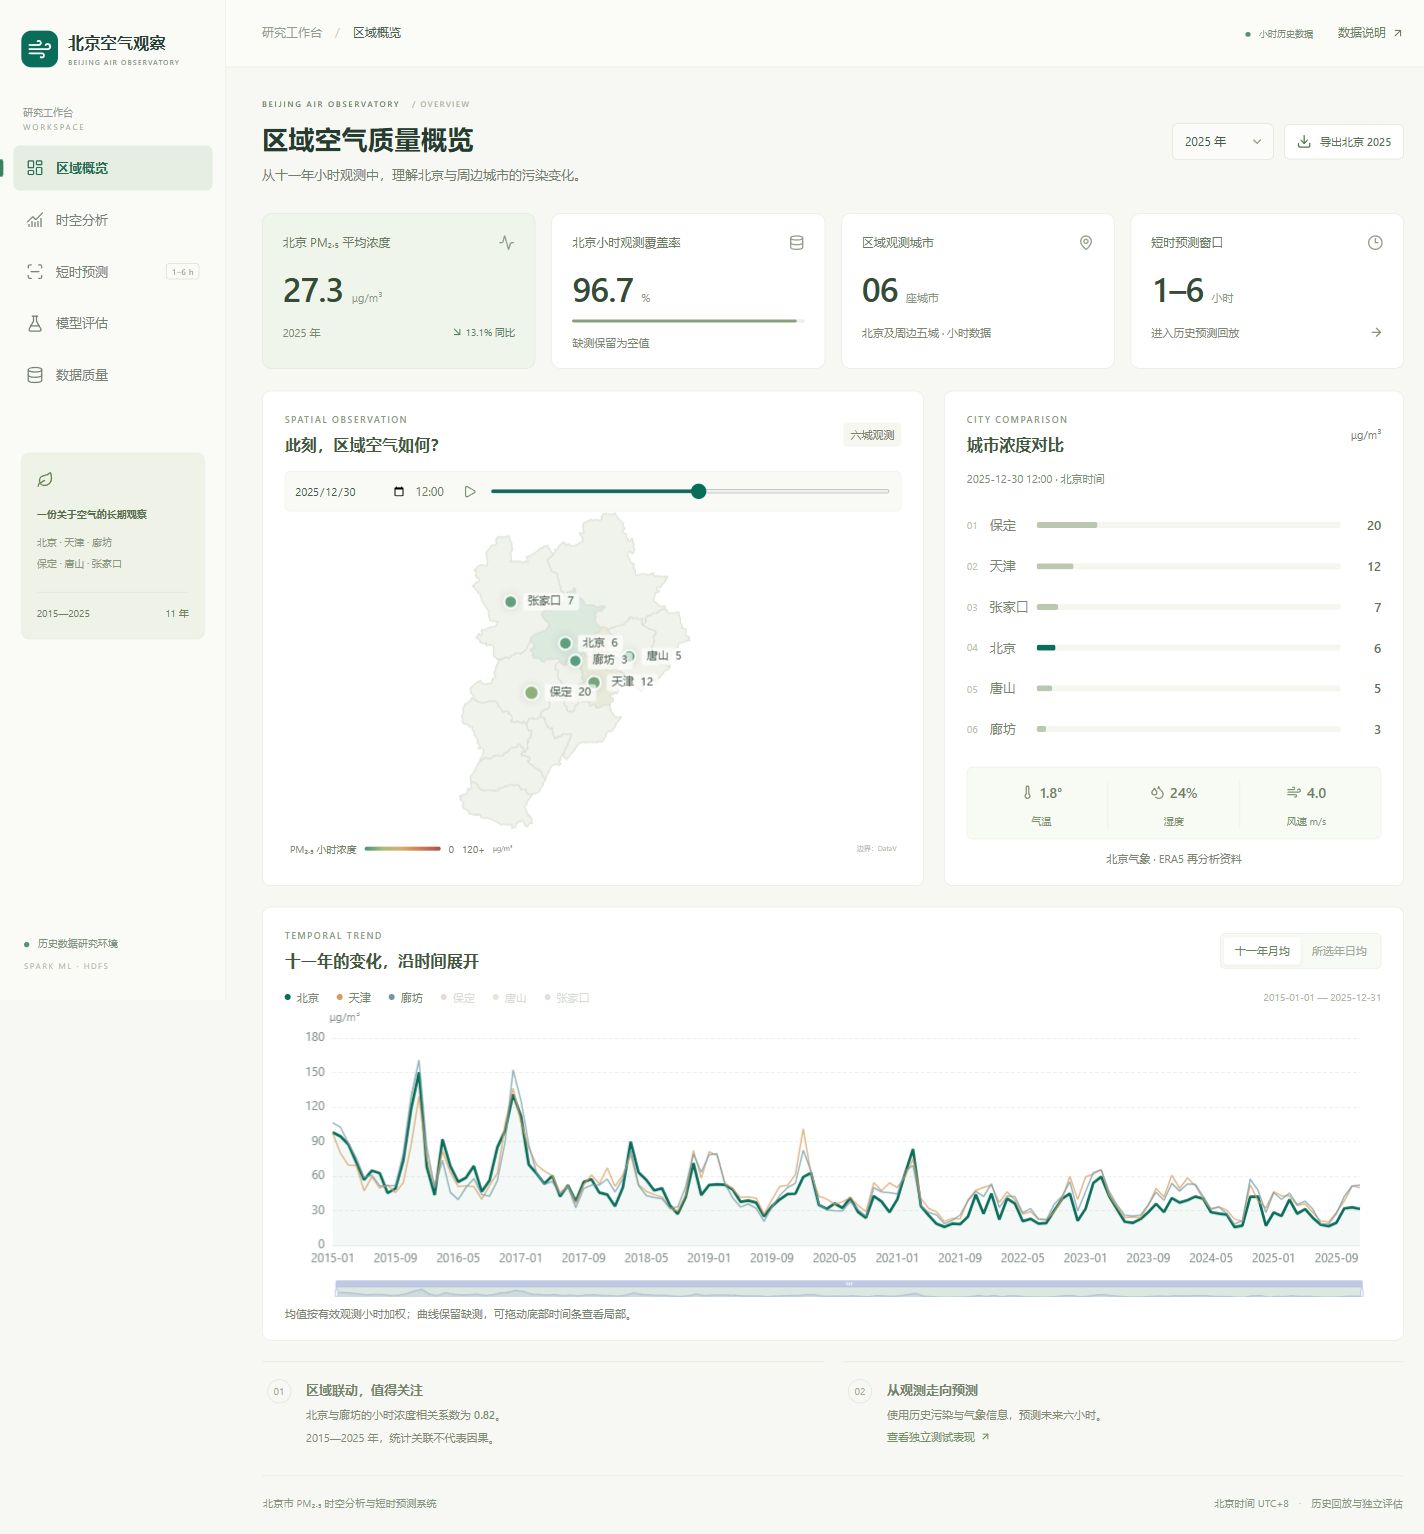 北京空气观察
BEIJING AIR OBSERVATORY
研究工作台
WORKSPACE
区域概览
时空分析
短时预测 1–6 h
模型评估
数据质量
一份关于空气的长期观察
北京 · 天津 · 廊坊
保定 · 唐山 · 张家口
2015—2025 11 年
历史数据研究环境
SPARK ML · HDFS
研究工作台 / 区域概览
小时历史数据 数据说明
BEIJING AIR OBSERVATORY / OVERVIEW
区域空气质量概览
从十一年小时观测中，理解北京与周边城市的污染变化。
2025 年
导出北京 2025
北京 PM₂.₅ 平均浓度
27.3 μg/m³
2025 年 13.1% 同比
北京小时观测覆盖率
96.7 %
缺测保留为空值
区域观测城市
06 座城市
北京及周边五城 · 小时数据
短时预测窗口
1–6 小时
进入历史预测回放
SPATIAL OBSERVATION
此刻，区域空气如何？
六城观测
2025/12/30 12:00
张家口 7
北京 6
廊坊 3
唐山 5
天津 12
保定 20
PM₂.₅ 小时浓度 0 120+ μg/m³
边界：DataV
CITY COMPARISON
城市浓度对比
μg/m³
2025-12-30 12:00 · 北京时间
01 保定 20
02 天津 12
03 张家口 7
04 北京 6
05 唐山 5
06 廊坊 3
1.8° 24% 4.0
气温 湿度 风速 m/s
北京气象 · ERA5 再分析资料
TEMPORAL TREND
十一年的变化，沿时间展开
十一年月均 所选年日均
北京 天津 廊坊 保定 唐山 张家口
2015-01-01 — 2025-12-31
μg/m³
180
150
120
90
60
30
0
2015-01 2015-09 2016-05 2017-01 2017-09 2018-05 2019-01 2019-09 2020-05 2021-01 2021-09 2022-05 2023-01 2023-09 2024-05 2025-01 2025-09
均值按有效观测小时加权；曲线保留缺测，可拖动底部时间条查看局部。
01 区域联动，值得关注
北京与廊坊的小时浓度相关系数为 0.82。
2015—2025 年，统计关联不代表因果。
02 从观测走向预测
使用历史污染与气象信息，预测未来六小时。
查看独立测试表现
北京市 PM₂.₅ 时空分析与短时预测系统
北京时间 UTC+8 · 历史回放与独立评估